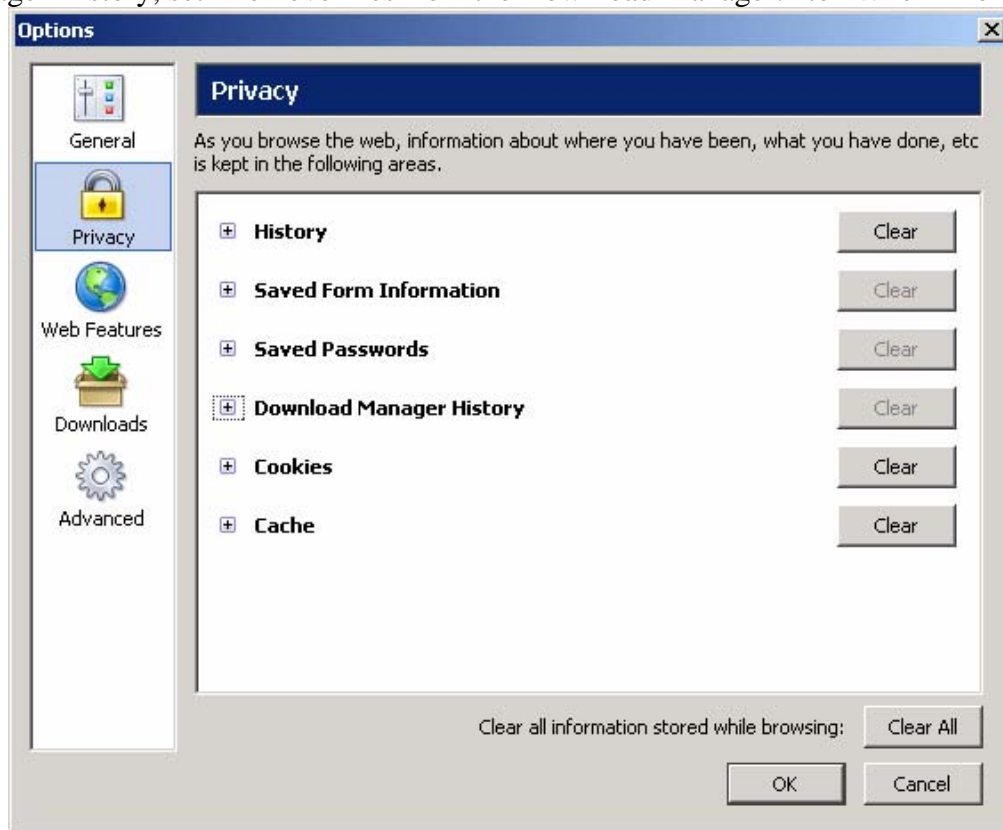 Options
General
Privacy
Web Features
Downloads
Advanced
Privacy
As you browse the web, information about where you have been, what you have done, etc
is kept in the following areas.
History Clear
Saved Form Information Clear
Saved Passwords Clear
Download Manager History Clear
Cookies Clear
Cache Clear
Clear all information stored while browsing: Clear All
OK Cancel